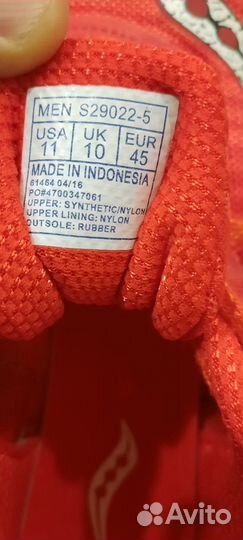 MEN S29022-5
USA UK EUR
11 10 45
MADE IN INDONESIA
61464 04/16
PO#4700347061
UPPER: SYNTHETIC/NYLON
UPPER LINING: NYLON
OUTSOLE: RUBBER
Avito